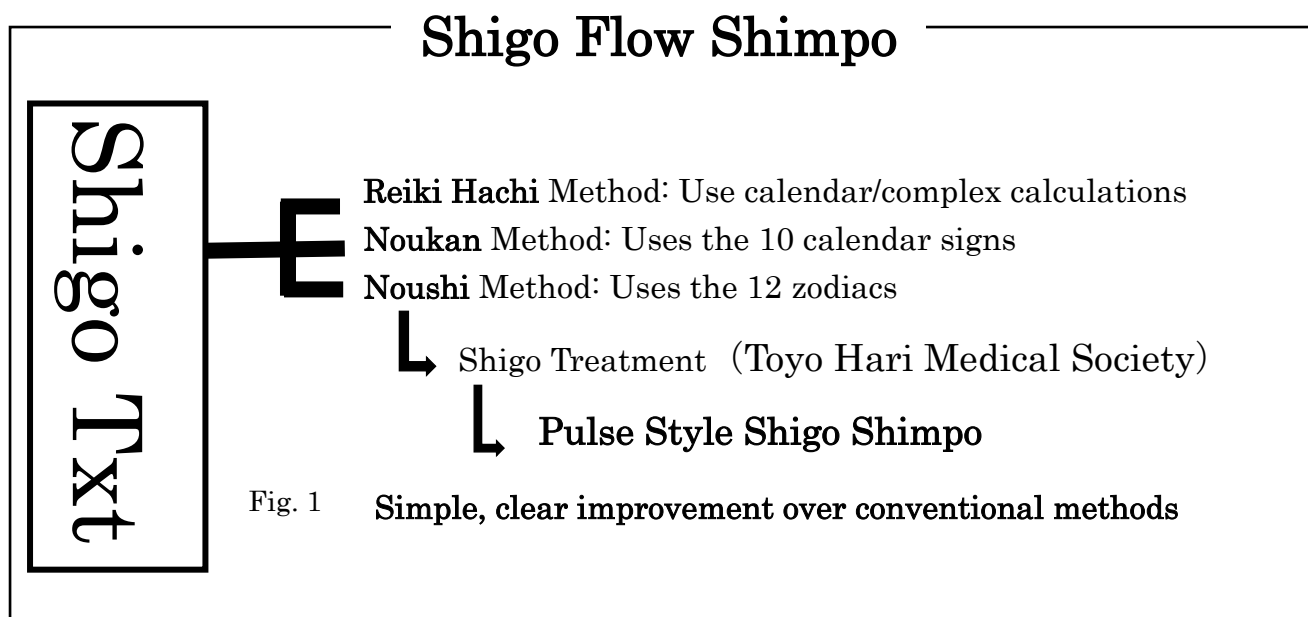 Shigo Flow Shimpo
Shigo Txt
Reiki Hachi Method: Use calendar/complex calculations
Noukan Method: Uses the 10 calendar signs
Noushi Method: Uses the 12 zodiacs
Shigo Treatment（Toyo Hari Medical Society）
Pulse Style Shigo Shimpo
Fig. 1
Simple, clear improvement over conventional methods